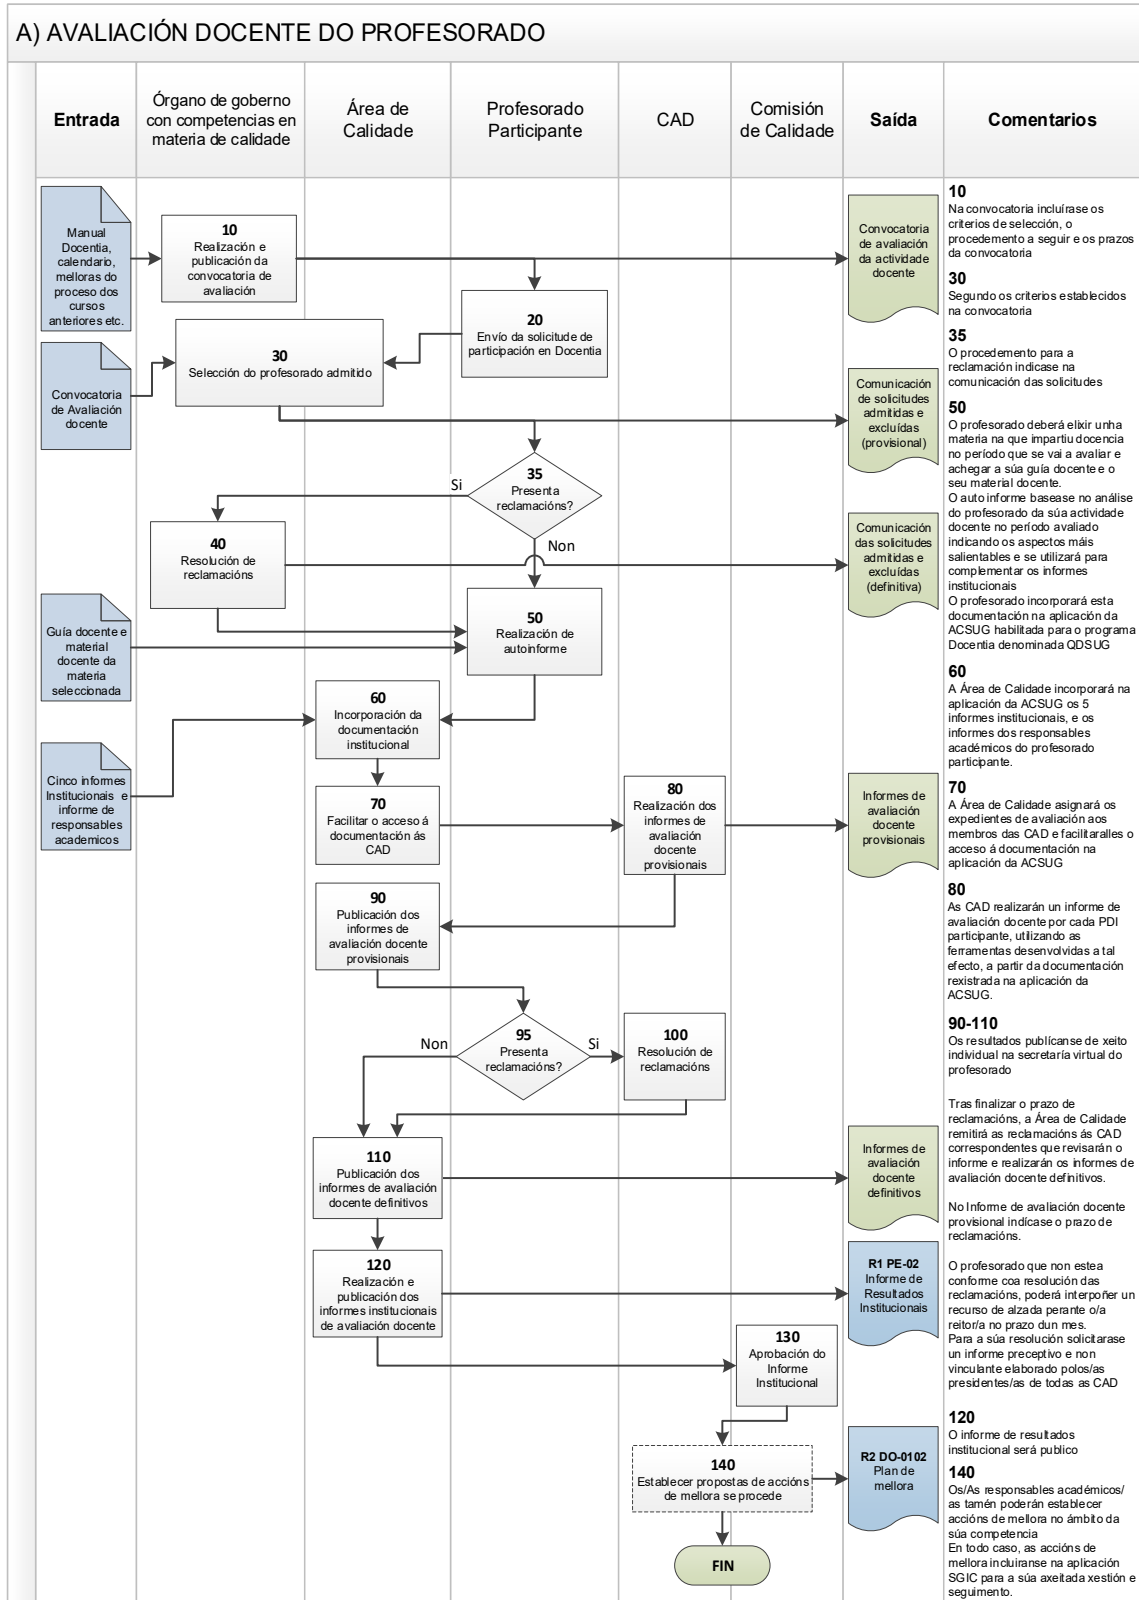 A) AVALIACIÓN DOCENTE DO PROFESORADO
Entrada
Órgano de goberno
con competencias en
materia de calidade
Área de
Calidade
Profesorado
Participante
CAD
Comisión
de Calidade
Saída
Comentarios
Manual
Docentia,
calendario,
melloras do
proceso dos
cursos
anteriores etc.
10
Realización e
publicación da
convocatoria de
avaliación
Convocatoria
de avaliación
da actividade
docente
20
Envío da solicitude de
participación en Docentia
Convocatoria
de Avaliación
docente
30
Selección do profesorado admitido
Comunicación
de solicitudes
admitidas e
excluídas
(provisional)
35
Presenta
reclamacións?
Si
Non
40
Resolución de
reclamacións
Comunicación
das solicitudes
admitidas e
excluídas
(definitiva)
Guía docente e
material
docente da
materia
seleccionada
50
Realización de
autoinforme
60
Incorporación da
documentación
institucional
Cinco informes
Institucionais e
informe de
responsables
academicos
70
Facilitar o acceso á
documentación ás
CAD
80
Realización dos
informes de
avaliación
docente
provisionais
Informes de
avaliación
docente
provisionais
90
Publicación dos
informes de
avaliación docente
provisionais
95
Presenta
reclamacións?
Non
Si
100
Resolución de
reclamacións
110
Publicación dos
informes de avaliación
docente definitivos
Informes de
avaliación
docente
definitivos
120
Realización e
publicación dos
informes institucionais
de avaliación docente
R1 PE-02
Informe de
Resultados
Institucionais
130
Aprobación do
Informe
Institucional
140
Establecer propostas de accións
de mellora se procede
R2 DO-0102
Plan de
mellora
FIN
10
Na convocatoria incluírase os
criterios de selección, o
procedemento a seguir e os prazos
da convocatoria
30
Segundo os criterios establecidos
na convocatoria
35
O procedemento para a
reclamación indicase na
comunicación das solicitudes
50
O profesorado deberá elixir unha
materia na que impartiu docencia
no período que se vai a avaliar e
achegar a súa guía docente e o
seu material docente.
O auto informe basease no análise
do profesorado da súa actividade
docente no período avaliado
indicando os aspectos máis
salientables e se utilizará para
complementar os informes
institucionais
O profesorado incorporará esta
documentación na aplicación da
ACSUG habilitada para o programa
Docentia denominada QDSUG
60
A Área de Calidade incorporará na
aplicación da ACSUG os 5
informes institucionais, e os
informes dos responsables
académicos do profesorado
participante.
70
A Área de Calidade asignará os
expedientes de avaliación aos
membros das CAD e facilitaralles o
acceso á documentación na
aplicación da ACSUG
80
As CAD realizarán un informe de
avaliación docente por cada PDI
participante, utilizando as
ferramentas desenvolvidas a tal
efecto, a partir da documentación
rexistrada na aplicación da
ACSUG.
90-110
Os resultados publícanse de xeito
individual na secretaría virtual do
profesorado
Tras finalizar o prazo de
reclamacións, a Área de Calidade
remitirá as reclamacións ás CAD
correspondentes que revisarán o
informe e realizarán os informes de
avaliación docente definitivos.
No Informe de avaliación docente
provisional indícase o prazo de
reclamacións.
O profesorado que non estea
conforme coa resolución das
reclamacións, poderá interpoñer un
recurso de alzada perante o/a
reitor/a no prazo dun mes.
Para a súa resolución solicitarase
un informe preceptivo e non
vinculante elaborado polos/as
presidentes/as de todas as CAD
120
O informe de resultados
institucional será publico
140
Os/As responsables académicos/
as tamén poderán establecer
accións de mellora no ámbito da
súa competencia
En todo caso, as accións de
mellora incluiranse na aplicación
SGIC para a súa axeitada xestión e
seguimento.